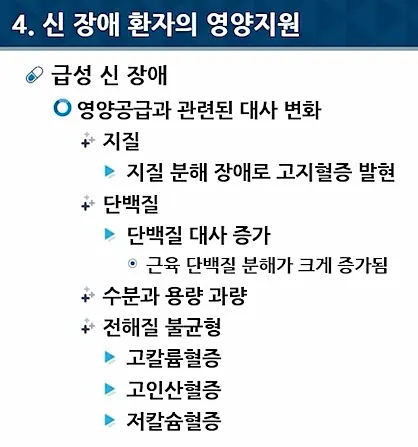 4. 신 장애 환자의 영양지원
급성 신 장애
영양공급과 관련된 대사 변화
지질
지질 분해 장애로 고지혈증 발현
단백질
단백질 대사 증가
근육 단백질 분해가 크게 증가됨
수분과 용량 과량
전해질 불균형
고칼륨혈증
고인산혈증
저칼슘혈증